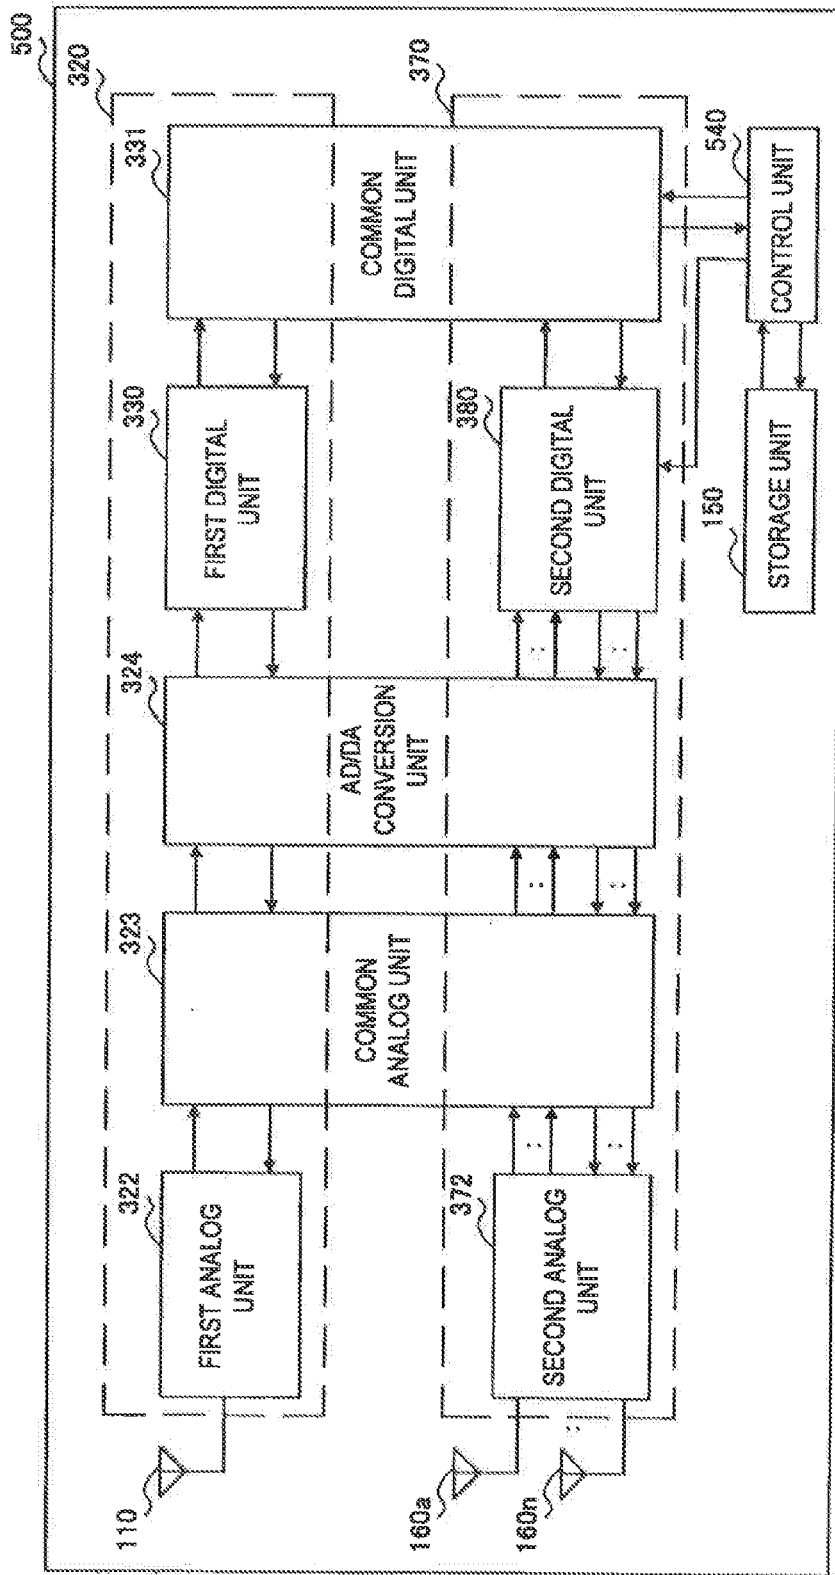 500
320
110
322
FIRST ANALOG
UNIT
323
COMMON
ANALOG UNIT
324
AD/DA
CONVERSION
UNIT
330
FIRST DIGITAL
UNIT
331
COMMON
DIGITAL UNIT
370
160a
160n
372
SECOND ANALOG
UNIT
380
SECOND DIGITAL
UNIT
150
STORAGE UNIT
540
CONTROL UNIT